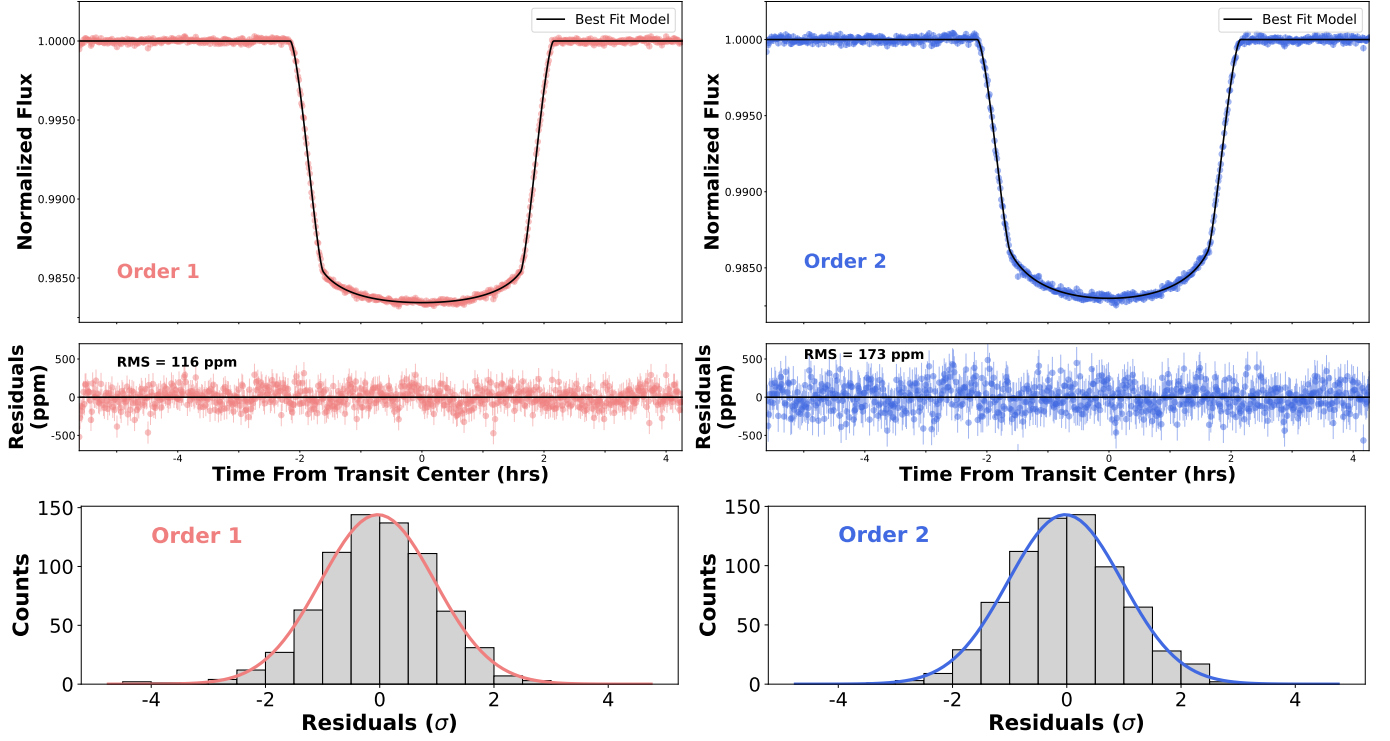 Best Fit Model
1.0000
0.9950
0.9900
0.9850
Normalized Flux
Order 1
Best Fit Model
1.0000
0.9950
0.9900
0.9850
Normalized Flux
Order 2
RMS = 116 ppm
500
0
-500
Residuals
(ppm)
-4 -2 0 2 4
Time From Transit Center (hrs)
RMS = 173 ppm
500
0
-500
Residuals
(ppm)
-4 -2 0 2 4
Time From Transit Center (hrs)
Order 1
150
100
50
0
Counts
-4 -2 0 2 4
Residuals (σ)
Order 2
150
100
50
0
Counts
-4 -2 0 2 4
Residuals (σ)